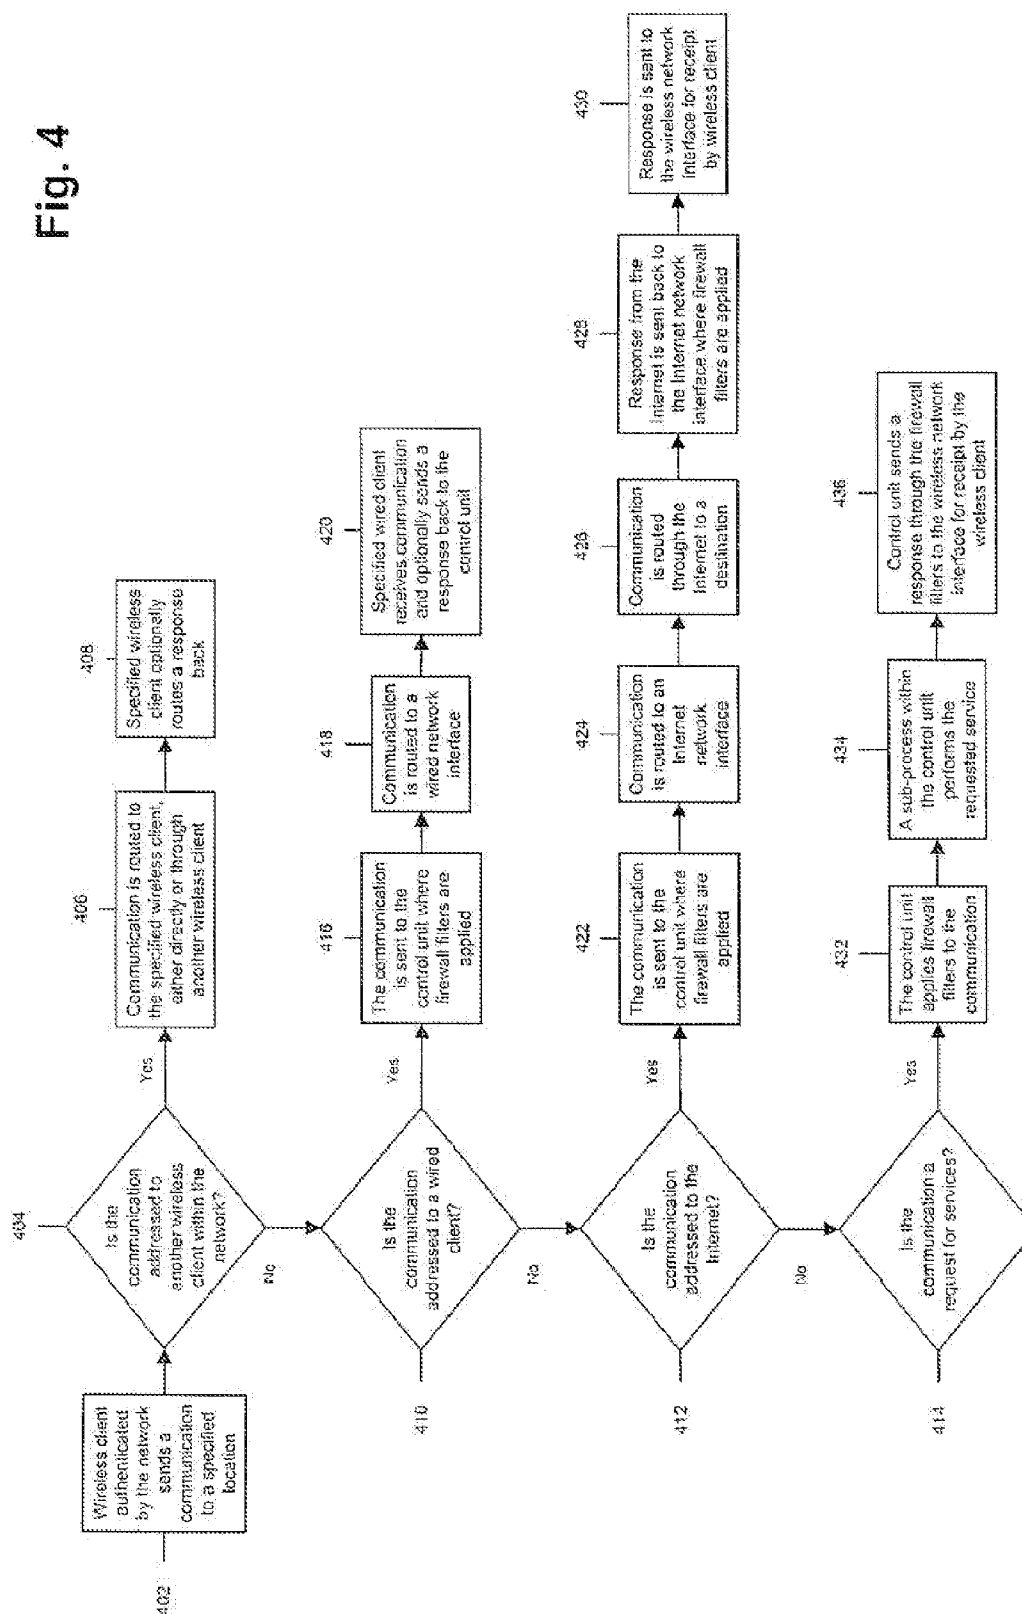 Fig. 4
402
Wireless client
authenticated
by the network
sends a
communication
to a specified
location
404
Is the
communication
addressed to
another wireless
client within the
network?
Yes
406
Communication is routed to
the specified wireless client,
either directly or through
another wireless client
408
Specified wireless
client optionally
routes a response
back
No
410
Is the
communication
addressed to a wired
client?
Yes
416
The communication
is sent to the
control unit where
firewall filters are
applied
418
Communication
is routed to a
wired network
interface
420
Specified wired client
receives communication
and optionally sends a
response back to the
control unit
No
412
Is the
communication
addressed to the
Internet?
Yes
422
The communication
is sent to the
control unit where
firewall filters are
applied
424
Communication
is routed to an
Internet
network
interface
426
Communication
is routed
through the
Internet to a
destination
428
Response from the
Internet is sent back to
the Internet network
interface where firewall
filters are applied
430
Response is sent to
the wireless network
interface for receipt
by wireless client
No
414
Is the
communication a
request for services?
Yes
432
The control unit
applies firewall
filters to the
communication
434
A sub-process within
the control unit
performs the
requested service
436
Control unit sends a
response through the firewall
filters to the wireless network
interface for receipt by the
wireless client